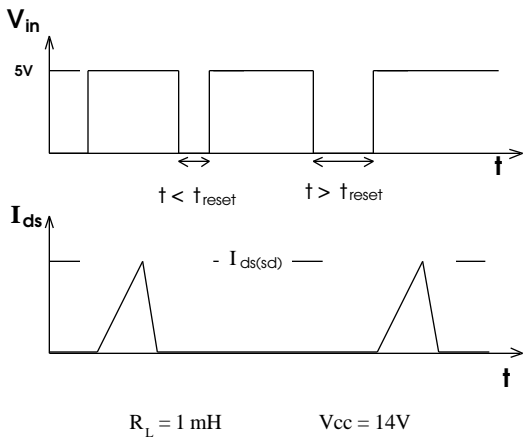 V_in
5V
t
t < t_reset    t > t_reset
I_ds
- I_ds(sd)
t
R_L = 1 mH    Vcc = 14V